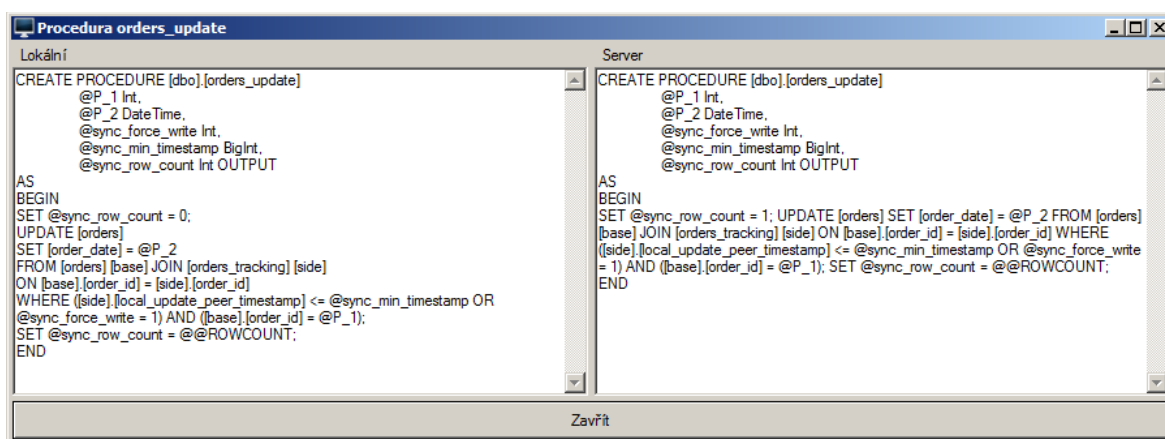 Procedura orders_update
Lokální
CREATE PROCEDURE [dbo].[orders_update]
@P_1 Int,
@P_2 DateTime,
@sync_force_write Int,
@sync_min_timestamp BigInt,
@sync_row_count Int OUTPUT
AS
BEGIN
SET @sync_row_count = 0;
UPDATE [orders]
SET [order_date] = @P_2
FROM [orders] [base] JOIN [orders_tracking] [side]
ON [base].[order_id] = [side].[order_id]
WHERE ([side].[local_update_peer_timestamp] <= @sync_min_timestamp OR
@sync_force_write = 1) AND ([base].[order_id] = @P_1);
SET @sync_row_count = @@ROWCOUNT;
END
Server
CREATE PROCEDURE [dbo].[orders_update]
@P_1 Int,
@P_2 DateTime,
@sync_force_write Int,
@sync_min_timestamp BigInt,
@sync_row_count Int OUTPUT
AS
BEGIN
SET @sync_row_count = 1; UPDATE [orders] SET [order_date] = @P_2 FROM [orders]
[base] JOIN [orders_tracking] [side] ON [base].[order_id] = [side].[order_id] WHERE
([side].[local_update_peer_timestamp] <= @sync_min_timestamp OR @sync_force_write
= 1) AND ([base].[order_id] = @P_1); SET @sync_row_count = @@ROWCOUNT;
END
Zavřít